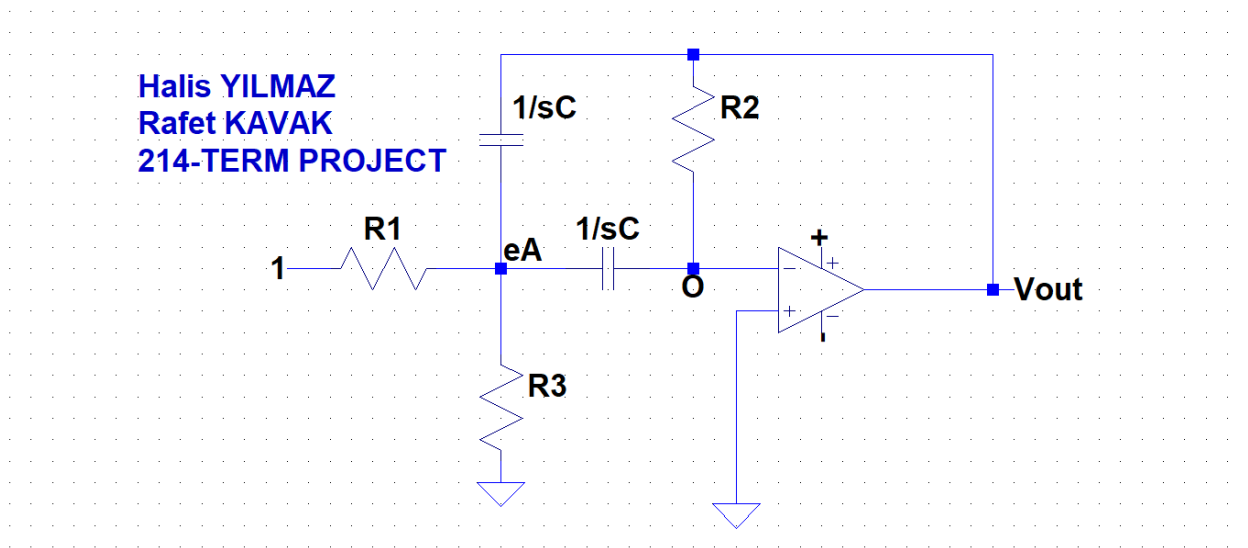 Halis YILMAZ
Rafet KAVAK
214-TERM PROJECT
1/sC
R2
R1
1/sC
eA
1
O
+
+
−
+
−
-
Vout
R3